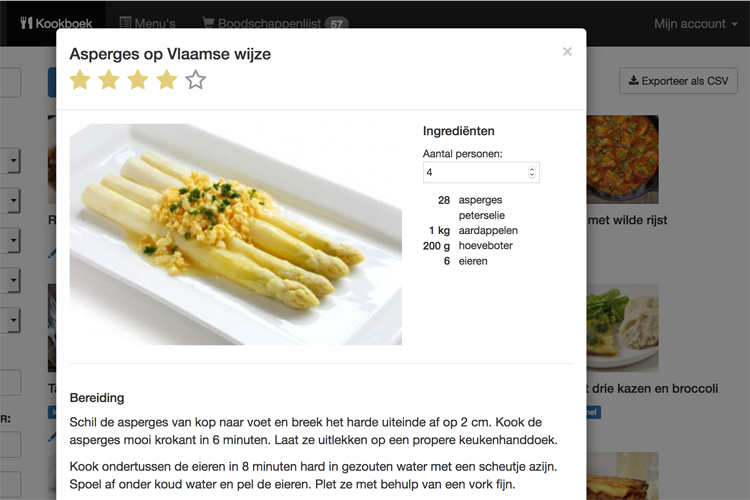 Kookboek
Menu's
Boodschappenlijst 57
Mijn account
Asperges op Vlaamse wijze
×
Exporteer als CSV
Ingrediënten
Aantal personen:
4
28 asperges
peterselie
1 kg aardappelen
200 g hoeveboter
6 eieren
met wilde rijst
drie kazen en broccoli
R:
Bereiding
Schil de asperges van kop naar voet en breek het harde uiteinde af op 2 cm. Kook de
asperges mooi krokant in 6 minuten. Laat ze uitlekken op een propere keukenhanddoek.
Kook ondertussen de eieren in 8 minuten hard in gezouten water met een scheutje azijn.
Spoel af onder koud water en pel de eieren. Plet ze met behulp van een vork fijn.